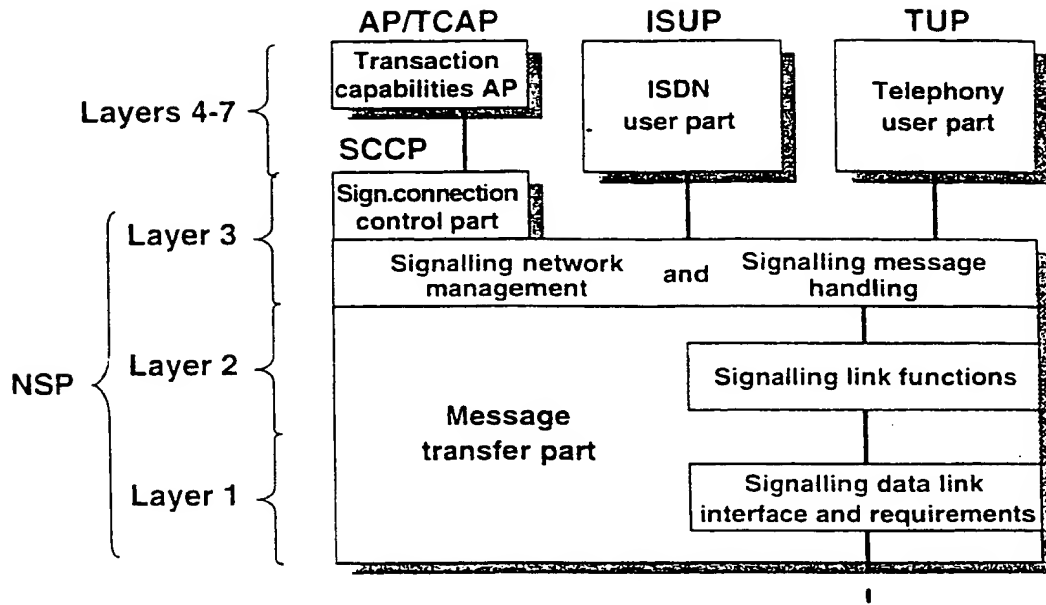 AP/TCAP ISUP TUP
Transaction
capabilities AP
ISDN
user part
Telephony
user part
Layers 4-7
SCCP
Sign.connection
control part
Layer 3
Signalling network
management
and
Signalling message
handling
NSP
Layer 2
Signalling link functions
Message
transfer part
Layer 1
Signalling data link
interface and requirements